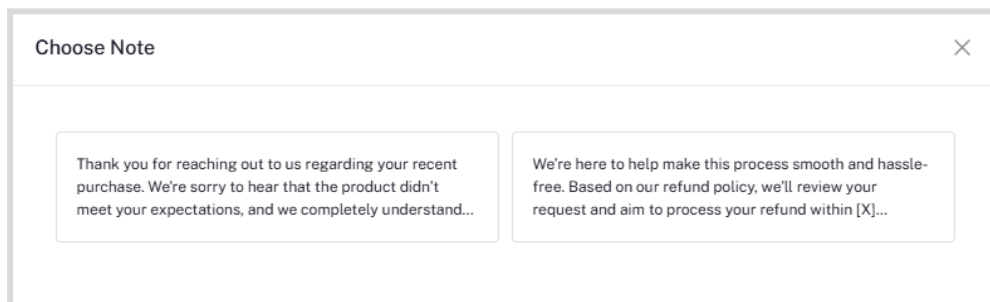 Choose Note
Thank you for reaching out to us regarding your recent
purchase. We're sorry to hear that the product didn't
meet your expectations, and we completely understand...
We're here to help make this process smooth and hassle-
free. Based on our refund policy, we'll review your
request and aim to process your refund within [X]...